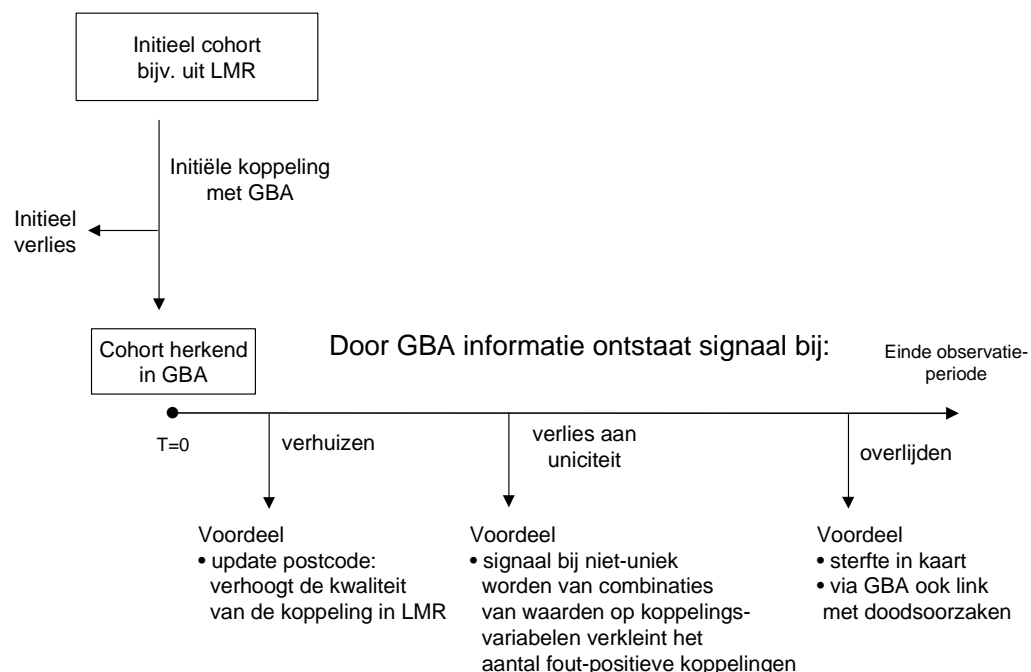 Initieel cohort
bijv. uit LMR
Initiële koppeling
met GBA
Initieel
verlies
Cohort herkend
in GBA
Door GBA informatie ontstaat signaal bij:
Einde observatie-
periode
T=0
verhuizen
verlies aan
uniciteit
overlijden
Voordeel
• update postcode:
verhoogt de kwaliteit
van de koppeling in LMR
Voordeel
• signaal bij niet-uniek
worden van combinaties
van waarden op koppelings-
variabelen verkleint het
aantal fout-positieve koppelingen
Voordeel
• sterfte in kaart
• via GBA ook link
met doodsoorzaken